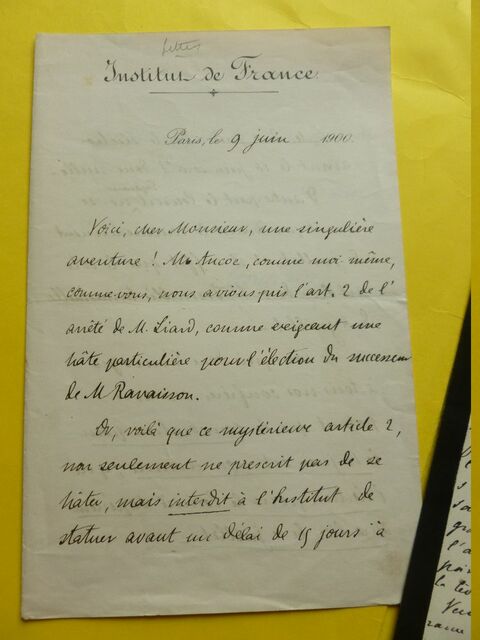 Lettes
Institut de France
Paris, le 9 juin 1900.
Voici, cher Monsieur, une singulière
aventure ! M. Aucoc, comme moi même,
comme vous, nous avions pris l'art. 2 de l'
arrêté de M. Liard, comme exigeant une
hâte particulière pour l'élection du successeur
de M Ravaisson.
Or, voilà que ce mystérieux article 2,
non seulement ne prescrit pas de se
hâter, mais interdit à l'Institut de
statuer avant un délai de 15 jours à